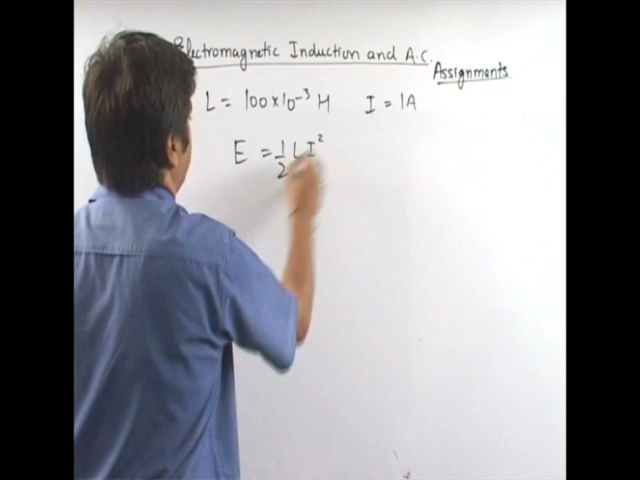 Electromagnetic Induction and A.C.
Assignments
L = 100×10⁻³ H I = 1A
E = 1/2 L I²